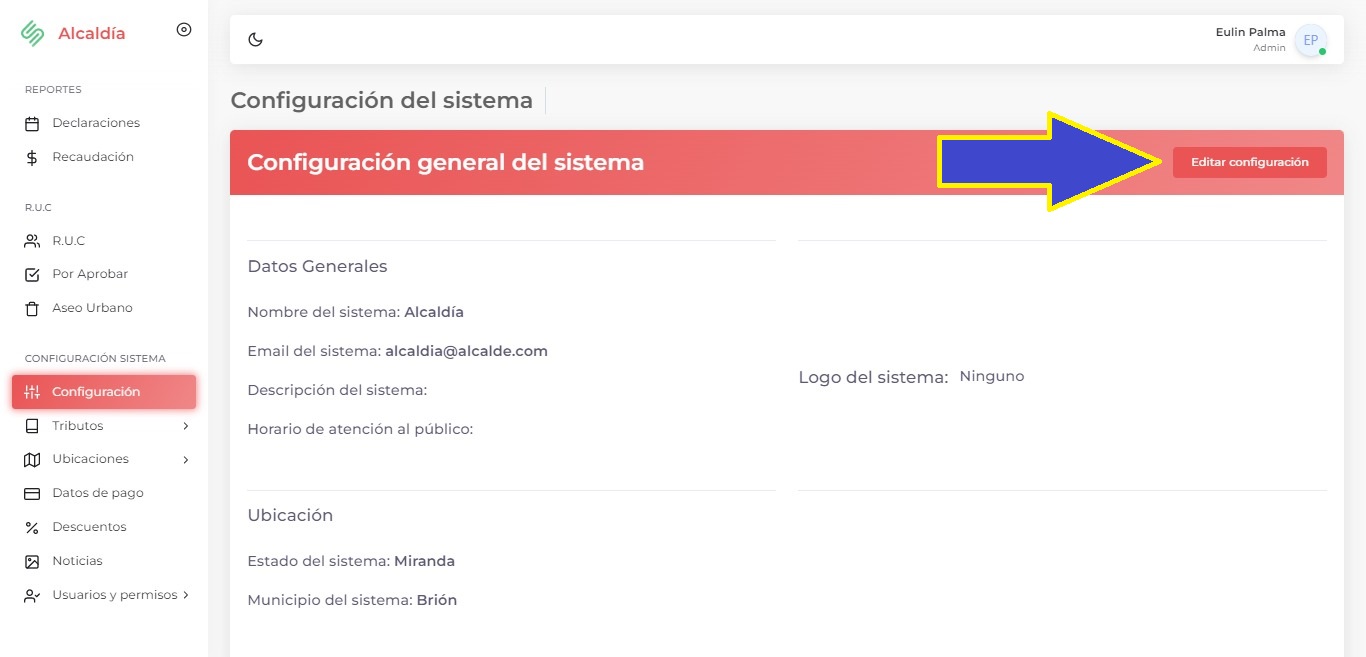 Alcaldía
REPORTES
Declaraciones
Recaudación
R.U.C
R.U.C
Por Aprobar
Aseo Urbano
CONFIGURACIÓN SISTEMA
Configuración
Tributos
Ubicaciones
Datos de pago
Descuentos
Noticias
Usuarios y permisos
Eulin Palma
Admin
EP
Configuración del sistema
Configuración general del sistema
Editar configuración
Datos Generales
Nombre del sistema: Alcaldía
Email del sistema: alcaldia@alcalde.com
Descripción del sistema:
Horario de atención al público:
Logo del sistema: Ninguno
Ubicación
Estado del sistema: Miranda
Municipio del sistema: Brión